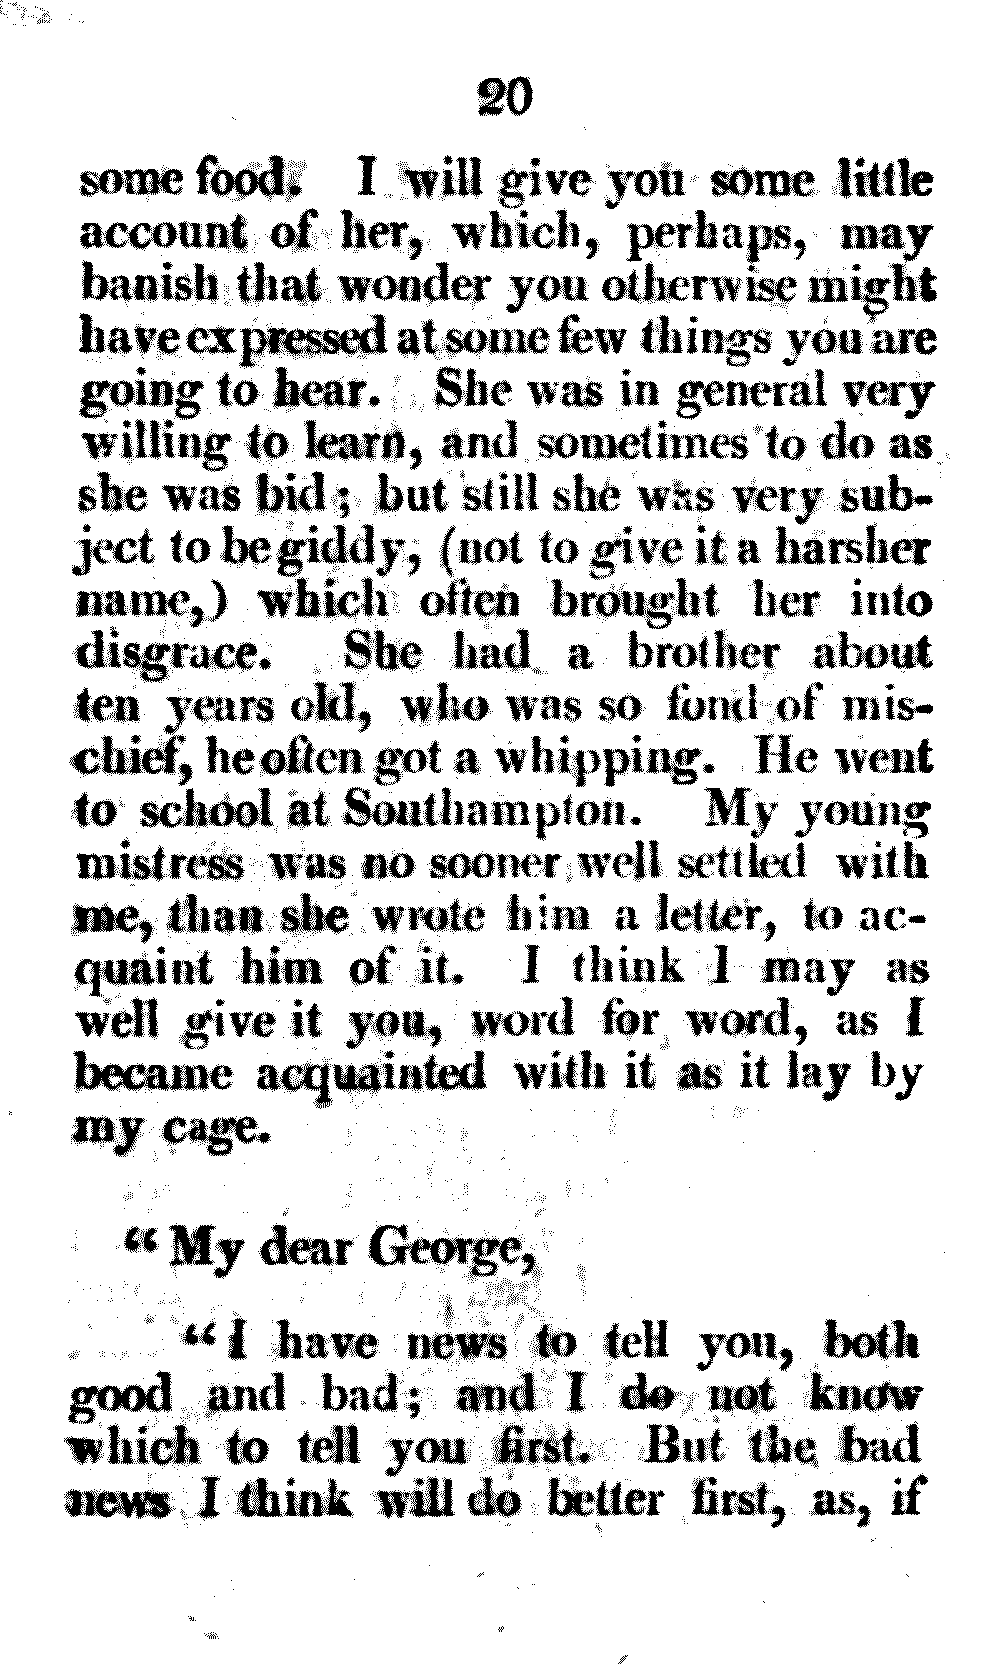 20
some food. I will give you some little
account of her, which, perhaps, may
banish that wonder you otherwise might
have expressed at some few things you are
going to hear. She was in general very
willing to learn, and sometimes to do as
she was bid; but still she was very sub-
ject to be giddy, (not to give it a harsher
name,) which often brought her into
disgrace. She had a brother about
ten years old, who was so fond of mis-
chief, he often got a whipping. He went
to school at Southampton. My young
mistress was no sooner well settled with
me, than she wrote him a letter, to ac-
quaint him of it. I think I may as
well give it you, word for word, as I
became acquainted with it as it lay by
my cage.
“ My dear George,
“ I have news to tell you, both
good and bad; and I do not know
which to tell you first. But the bad
news I think will do better first, as, if